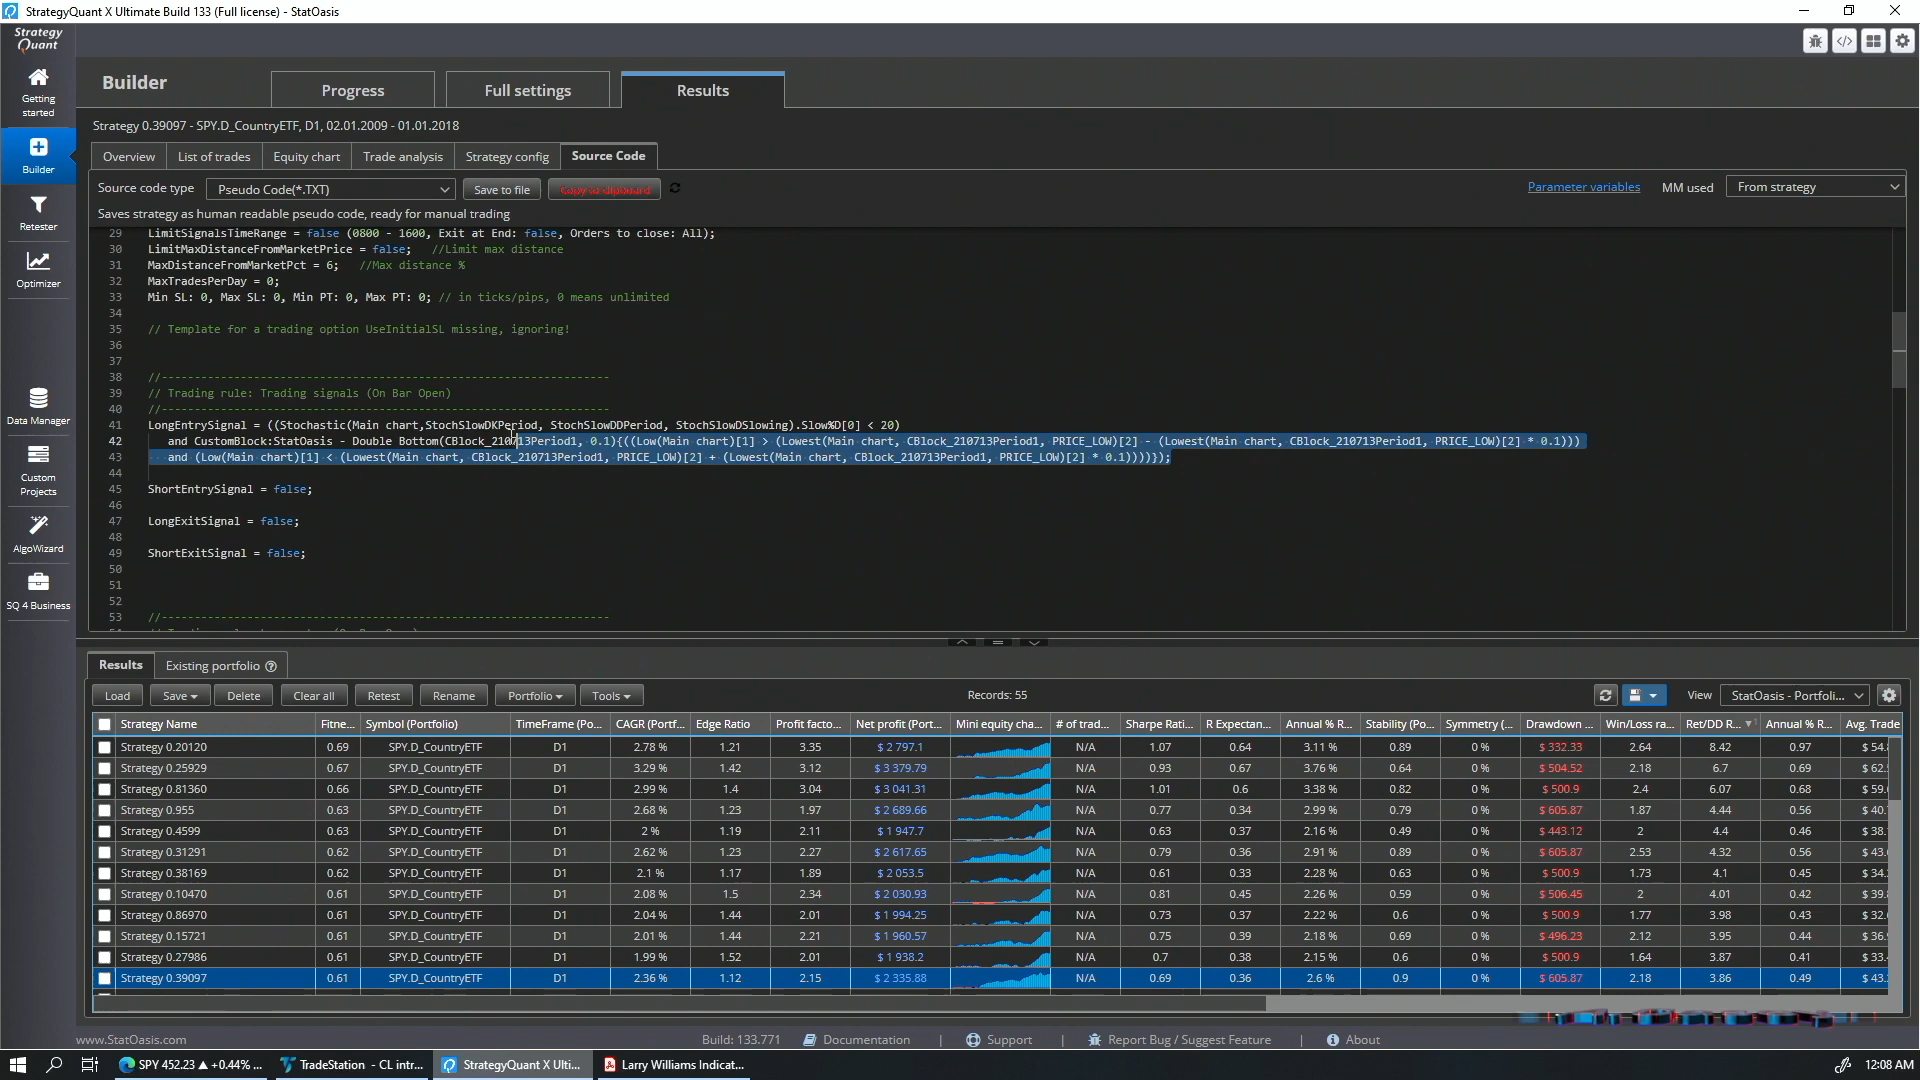 StrategyQuant X Ultimate Build 133 (Full license) - StatOasis
Strategy
Quant
Getting
started
Builder
Retester
Optimizer
Data Manager
Custom
Projects
AlgoWizard
SQ 4 Business
Builder
Progress
Full settings
Results
Strategy 0.39097 - SPY.D_CountryETF, D1, 02.01.2009 - 01.01.2018
Overview
List of trades
Equity chart
Trade analysis
Strategy config
Source Code
Source code type
Pseudo Code(*.TXT)
Save to file
Copy to clipboard
Parameter variables
MM used
From strategy
Saves strategy as human readable pseudo code, ready for manual trading
29 LimitSignalsTimeRange = false (0800 - 1600, Exit at End: false, Orders to close: All);
30 LimitMaxDistanceFromMarketPrice = false; //Limit max distance
31 MaxDistanceFromMarketPct = 6; //Max distance %
32 MaxTradesPerDay = 0;
33 Min SL: 0, Max SL: 0, Min PT: 0, Max PT: 0; // in ticks/pips, 0 means unlimited
34
35 // Template for a trading option UseInitialSL missing, ignoring!
36
37
38 //--------------------------------------------------------------------
39 // Trading rule: Trading signals (On Bar Open)
40 //--------------------------------------------------------------------
41 LongEntrySignal = ((Stochastic(Main chart,StochSlowDKPeriod, StochSlowDDPeriod, StochSlowDSlowing).Slow%D[0] < 20)
42 and CustomBlock:StatOasis - Double Bottom(CBlock_210713Period1, 0.1){((Low(Main chart)[1] > (Lowest(Main chart, CBlock_210713Period1, PRICE_LOW)[2] - (Lowest(Main chart, CBlock_210713Period1, PRICE_LOW)[2] * 0.1)))
43 and (Low(Main chart)[1] < (Lowest(Main chart, CBlock_210713Period1, PRICE_LOW)[2] + (Lowest(Main chart, CBlock_210713Period1, PRICE_LOW)[2] * 0.1))))});
44
45 ShortEntrySignal = false;
46
47 LongExitSignal = false;
48
49 ShortExitSignal = false;
50
51
52
53 //--------------------------------------------------------------------
Results
Existing portfolio
Load
Save
Delete
Clear all
Retest
Rename
Portfolio
Tools
Records: 55
View
StatOasis - Portfoli...
Strategy Name Fitne... Symbol (Portfolio) TimeFrame (Po... CAGR (Portf... Edge Ratio Profit facto... Net profit (Port... Mini equity cha... # of trad... Sharpe Rati... R Expectan... Annual % R... Stability (Po... Symmetry (... Drawdown ... Win/Loss ra... Ret/DD R... Annual % R... Avg. Trade
Strategy 0.20120 0.69 SPY.D_CountryETF D1 2.78 % 1.21 3.35 $ 2 797.1 N/A 1.07 0.64 3.11 % 0.89 0 % $ 332.33 2.64 8.42 0.97
Strategy 0.25929 0.67 SPY.D_CountryETF D1 3.29 % 1.42 3.12 $ 3 379.79 N/A 0.93 0.67 3.76 % 0.64 0 % $ 504.52 2.18 6.7 0.69
Strategy 0.81360 0.66 SPY.D_CountryETF D1 2.99 % 1.4 3.04 $ 3 041.31 N/A 1.01 0.6 3.38 % 0.82 0 % $ 500.9 2.4 6.07 0.68
Strategy 0.955 0.63 SPY.D_CountryETF D1 2.68 % 1.23 1.97 $ 2 689.66 N/A 0.77 0.34 2.99 % 0.79 0 % $ 605.87 1.87 4.44 0.56
Strategy 0.4599 0.63 SPY.D_CountryETF D1 2 % 1.19 2.11 $ 1 947.7 N/A 0.63 0.37 2.16 % 0.49 0 % $ 443.12 2 4.4 0.46
Strategy 0.31291 0.62 SPY.D_CountryETF D1 2.62 % 1.23 2.27 $ 2 617.65 N/A 0.79 0.36 2.91 % 0.89 0 % $ 605.87 2.53 4.32 0.56
Strategy 0.38169 0.62 SPY.D_CountryETF D1 2.1 % 1.17 1.89 $ 2 053.5 N/A 0.61 0.33 2.28 % 0.63 0 % $ 500.9 1.73 4.1 0.45
Strategy 0.10470 0.61 SPY.D_CountryETF D1 2.08 % 1.5 2.34 $ 2 030.93 N/A 0.81 0.45 2.26 % 0.59 0 % $ 506.45 2 4.01 0.42
Strategy 0.86970 0.61 SPY.D_CountryETF D1 2.04 % 1.44 2.01 $ 1 994.25 N/A 0.73 0.37 2.22 % 0.6 0 % $ 500.9 1.77 3.98 0.43
Strategy 0.15721 0.61 SPY.D_CountryETF D1 2.01 % 1.44 2.21 $ 1 960.57 N/A 0.75 0.39 2.18 % 0.69 0 % $ 496.23 2.12 3.95 0.44
Strategy 0.27986 0.61 SPY.D_CountryETF D1 1.99 % 1.52 2.01 $ 1 938.2 N/A 0.7 0.38 2.15 % 0.6 0 % $ 500.9 1.64 3.87 0.41
Strategy 0.39097 0.61 SPY.D_CountryETF D1 2.36 % 1.12 2.15 $ 2 335.88 N/A 0.69 0.36 2.6 % 0.9 0 % $ 605.87 2.18 3.86 0.49
www.StatOasis.com
Build: 133.771
Documentation
|
Support
|
Report Bug / Suggest Feature
|
About
SPY 452.23 ▲ +0.44% ...
TradeStation - CL intr...
StrategyQuant X Ulti...
Larry Williams Indicat...
12:08 AM